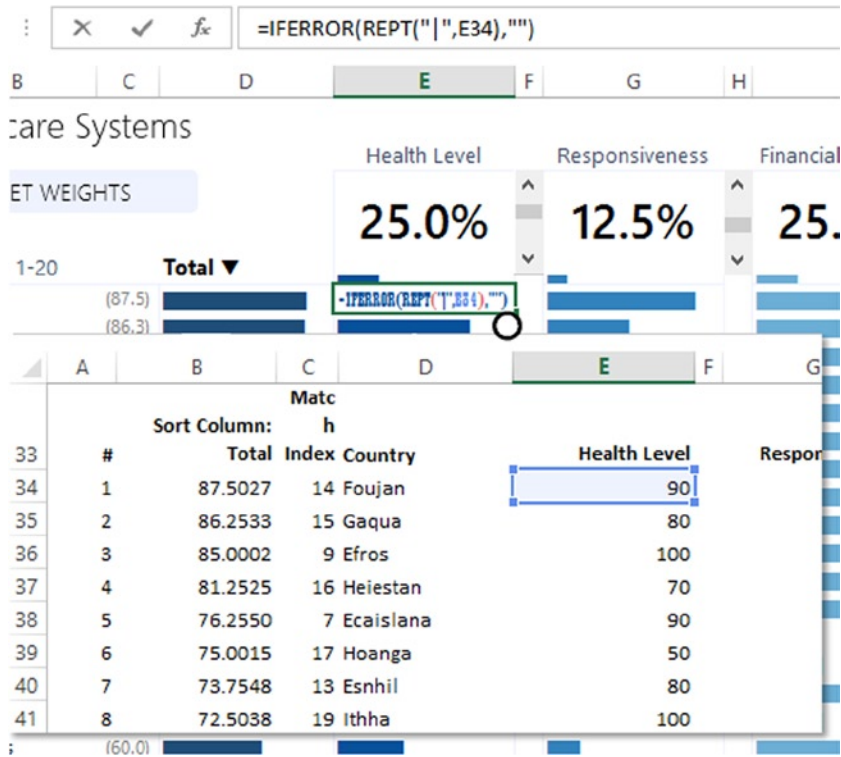 =IFERROR(REPT("|",E34),"")
B C D E F G H
care Systems
Health Level Responsiveness Financial
ET WEIGHTS
25.0% 12.5% 25.
1-20 Total ▼
(87.5) =IFERROR(REPT("|",E34),"")
(86.3)
A B C D E F G
Matc
Sort Column: h
33 # Total Index Country Health Level Respon
34 1 87.5027 14 Foujan 90
35 2 86.2533 15 Gaqua 80
36 3 85.0002 9 Efros 100
37 4 81.2525 16 Heiestan 70
38 5 76.2550 7 Ecaislana 90
39 6 75.0015 17 Hoanga 50
40 7 73.7548 13 Esnhil 80
41 8 72.5038 19 Ithha 100
(60.0)